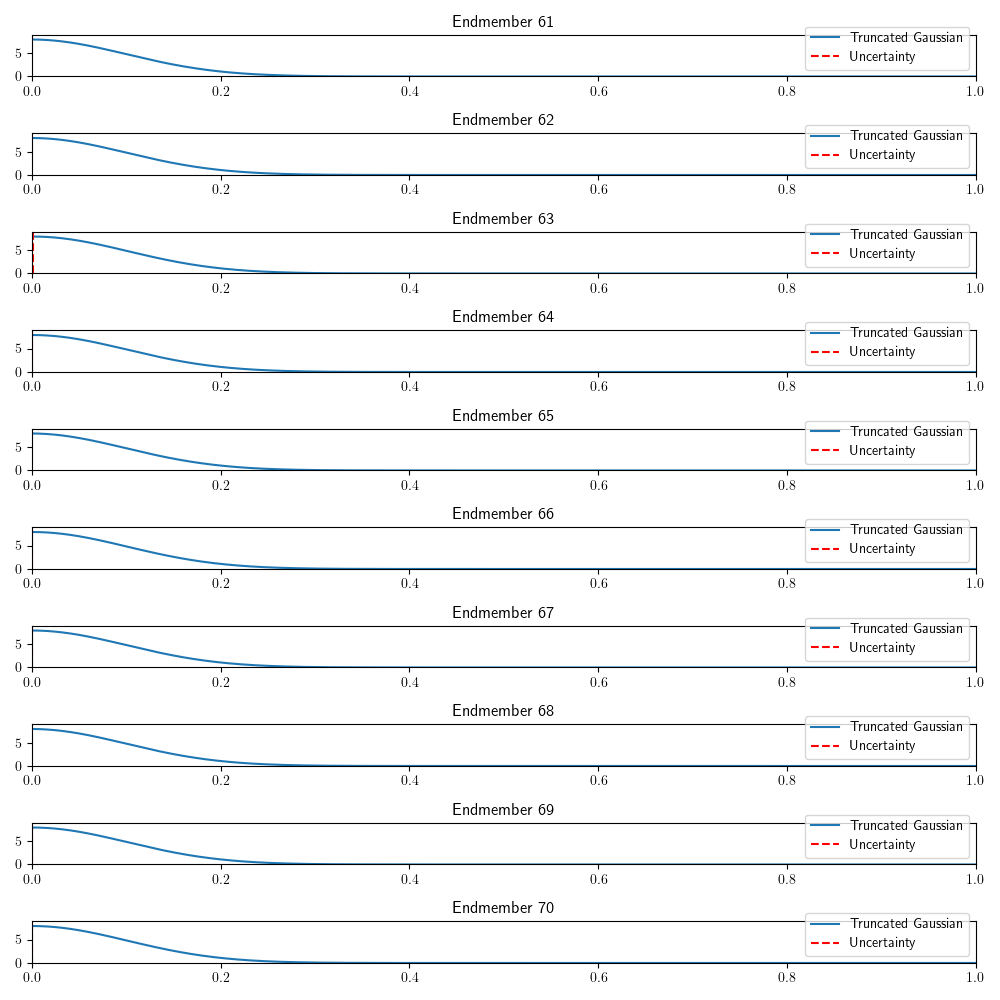 Endmember 61
Truncated Gaussian
Uncertainty
5
0
0.0 0.2 0.4 0.6 0.8 1.0
Endmember 62
Truncated Gaussian
Uncertainty
5
0
0.0 0.2 0.4 0.6 0.8 1.0
Endmember 63
Truncated Gaussian
Uncertainty
5
0
0.0 0.2 0.4 0.6 0.8 1.0
Endmember 64
Truncated Gaussian
Uncertainty
5
0
0.0 0.2 0.4 0.6 0.8 1.0
Endmember 65
Truncated Gaussian
Uncertainty
5
0
0.0 0.2 0.4 0.6 0.8 1.0
Endmember 66
Truncated Gaussian
Uncertainty
5
0
0.0 0.2 0.4 0.6 0.8 1.0
Endmember 67
Truncated Gaussian
Uncertainty
5
0
0.0 0.2 0.4 0.6 0.8 1.0
Endmember 68
Truncated Gaussian
Uncertainty
5
0
0.0 0.2 0.4 0.6 0.8 1.0
Endmember 69
Truncated Gaussian
Uncertainty
5
0
0.0 0.2 0.4 0.6 0.8 1.0
Endmember 70
Truncated Gaussian
Uncertainty
5
0
0.0 0.2 0.4 0.6 0.8 1.0